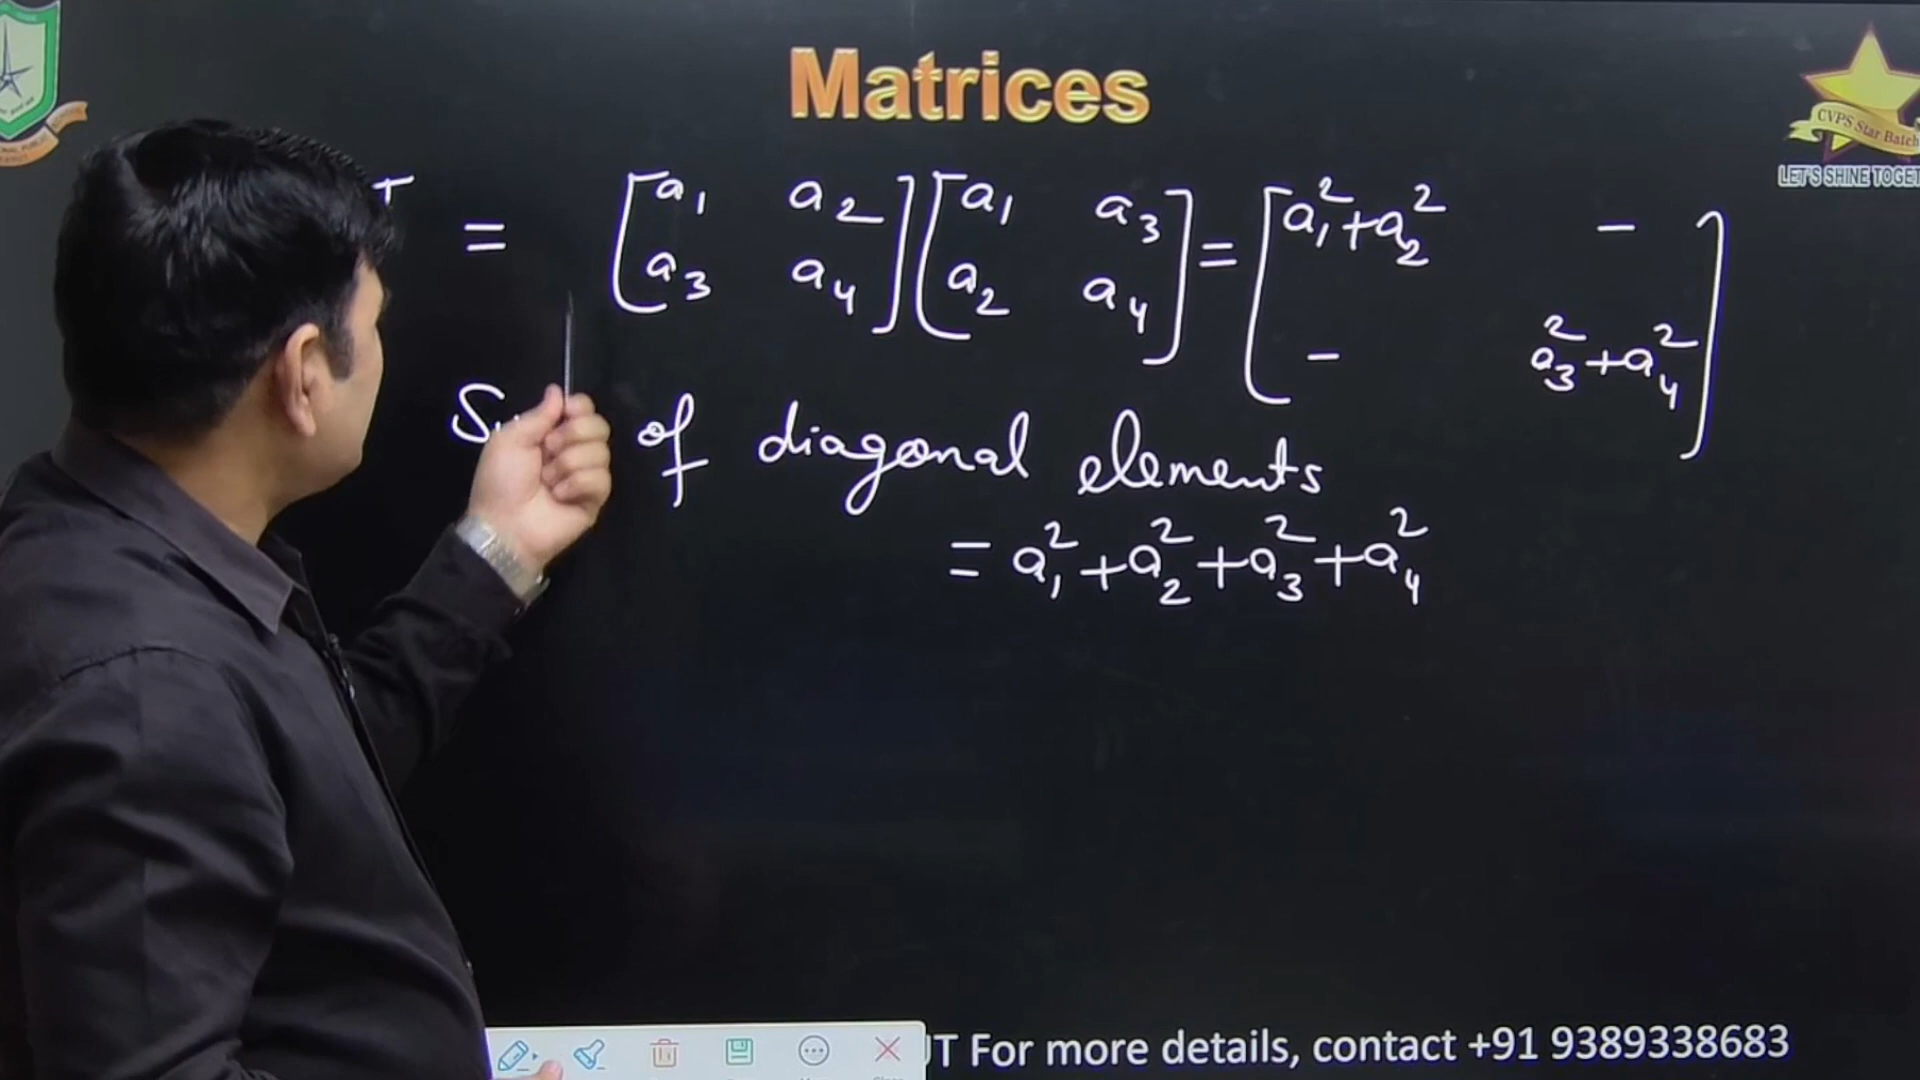 Matrices
CVPS Star Batch
LET'S SHINE TOGET
T = [a₁ a₂] [a₁ a₃] = [a₁²+a₂² -]
[a₃ a₄] [a₂ a₄] [- a₃²+a₄²]
of diagonal elements
= a₁²+a₂²+a₃²+a₄²
For more details, contact +91 9389338683